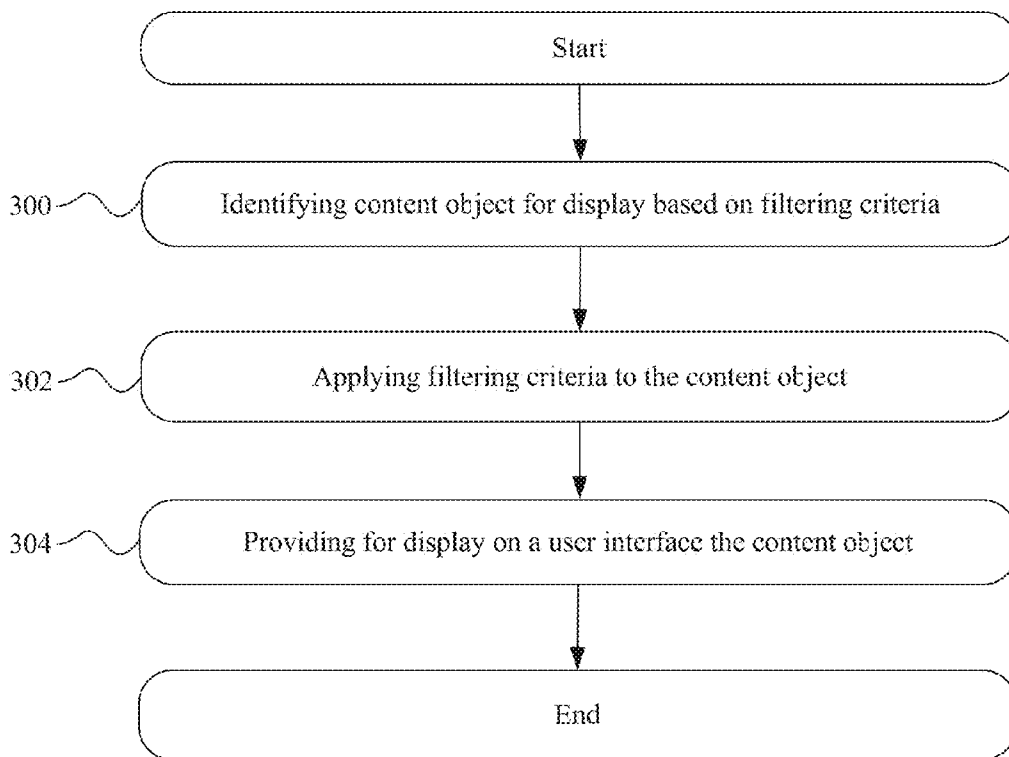 Start
300
Identifying content object for display based on filtering criteria
302
Applying filtering criteria to the content object
304
Providing for display on a user interface the content object
End